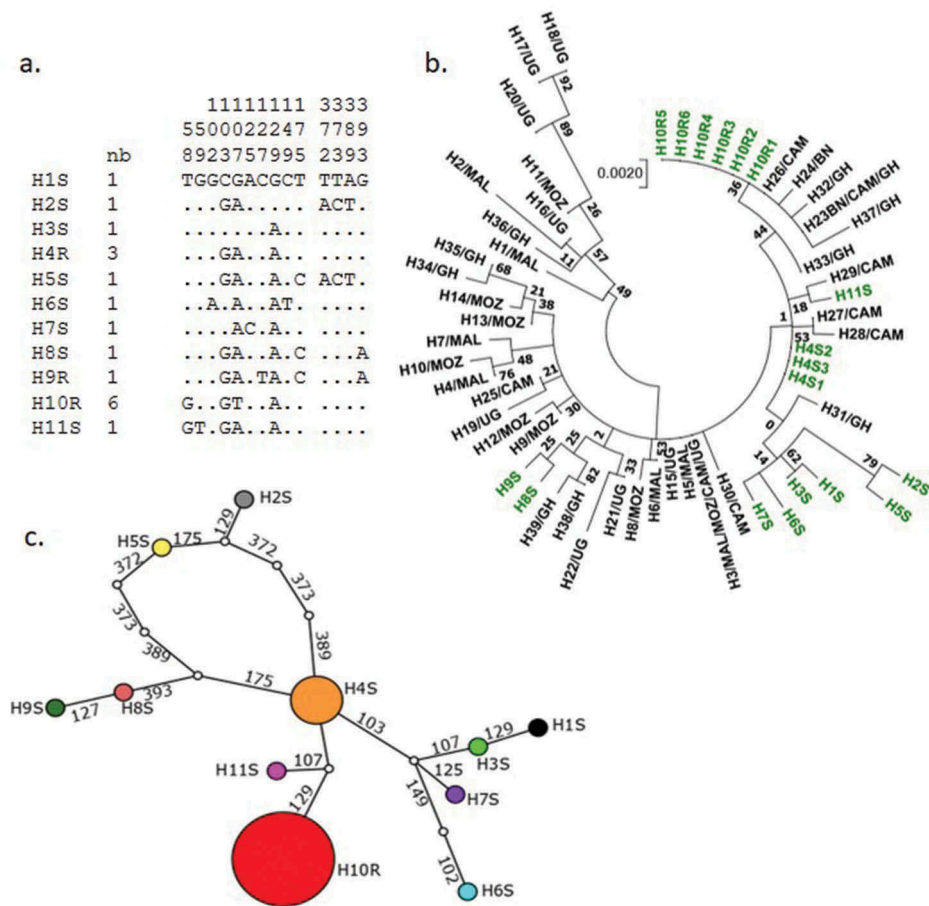 a.
11111111 3333
5500022247 7789
nb 8923757995 2393
H1S 1 TGGCGACGCT TTAG
H2S 1 ...GA..... ACT.
H3S 1 .......A.. ....
H4R 3 ...GA..A.. ....
H5S 1 ...GA..A.C ACT.
H6S 1 ..A.A..AT. ....
H7S 1 ....AC.A.. ....
H8S 1 ...GA..A.C ...A
H9R 1 ...GA.TA.C ...A
H10R 6 G..GT..A.. ....
H11S 1 GT.GA..A.. ....
b.
0.0020
H10R5
H10R6
H10R4
H10R3
H10R2
H10R1
H26/CAM
H24/BN
H32/GH
H23BN/CAM/GH
H37/GH
H33/GH
H29/CAM
H11S
H27/CAM
H28/CAM
H4S2
H4S3
H4S1
H31/GH
H2S
H5S
H1S
H3S
H6S
H7S
H30/CAM
H3/MAL/MOZ/CAM/UG
H5/MAL
H15/UG
H6/MAL
H8/MOZ
H21/UG
H22/UG
H38/GH
H39/GH
H8S
H9S
H9/MOZ
H12/MOZ
H19/UG
H25/CAM
H4/MAL
H10/MOZ
H7/MAL
H13/MOZ
H14/MOZ
H34/GH
H35/GH
H1/MAL
H36/GH
H2/MAL
H16/UG
H11/MOZ
H20/UG
H17/UG
H18/UG
92
89
26
57
11
49
68
21
38
48
76
21
30
25
25
82
2
33
53
36
44
18
1
53
0
14
62
79
c.
H2S
129
H5S
175
372
372
373
373
389
389
175
H4S
393
H9S
127
H8S
103
107
129
H1S
H3S
H11S
107
125
H7S
129
149
H10R
102
H6S